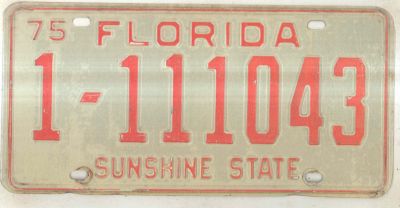 75 FLORIDA
1-111043
SUNSHINE STATE